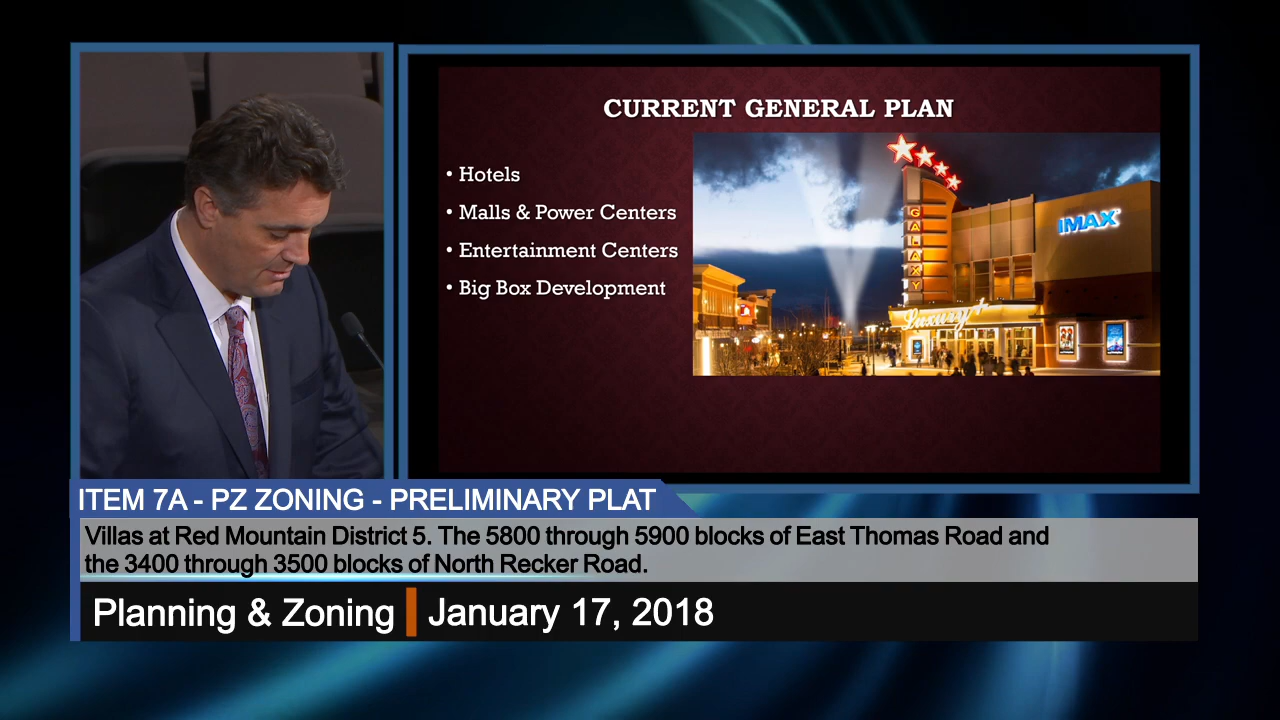 CURRENT GENERAL PLAN
• Hotels
• Malls & Power Centers
• Entertainment Centers
• Big Box Development
GALAXY
IMAX
Luxury+
ITEM 7A - PZ ZONING - PRELIMINARY PLAT
Villas at Red Mountain District 5. The 5800 through 5900 blocks of East Thomas Road and
the 3400 through 3500 blocks of North Recker Road.
Planning & Zoning
January 17, 2018